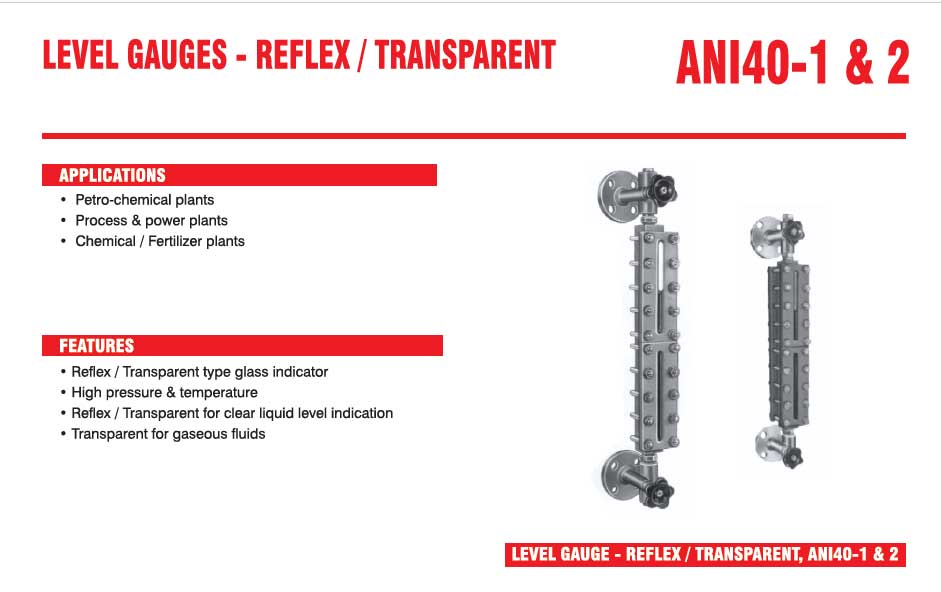 LEVEL GAUGES - REFLEX / TRANSPARENT
ANI40-1 & 2
APPLICATIONS
• Petro-chemical plants
• Process & power plants
• Chemical / Fertilizer plants
FEATURES
• Reflex / Transparent type glass indicator
• High pressure & temperature
• Reflex / Transparent for clear liquid level indication
• Transparent for gaseous fluids
LEVEL GAUGE - REFLEX / TRANSPARENT, ANI40-1 & 2